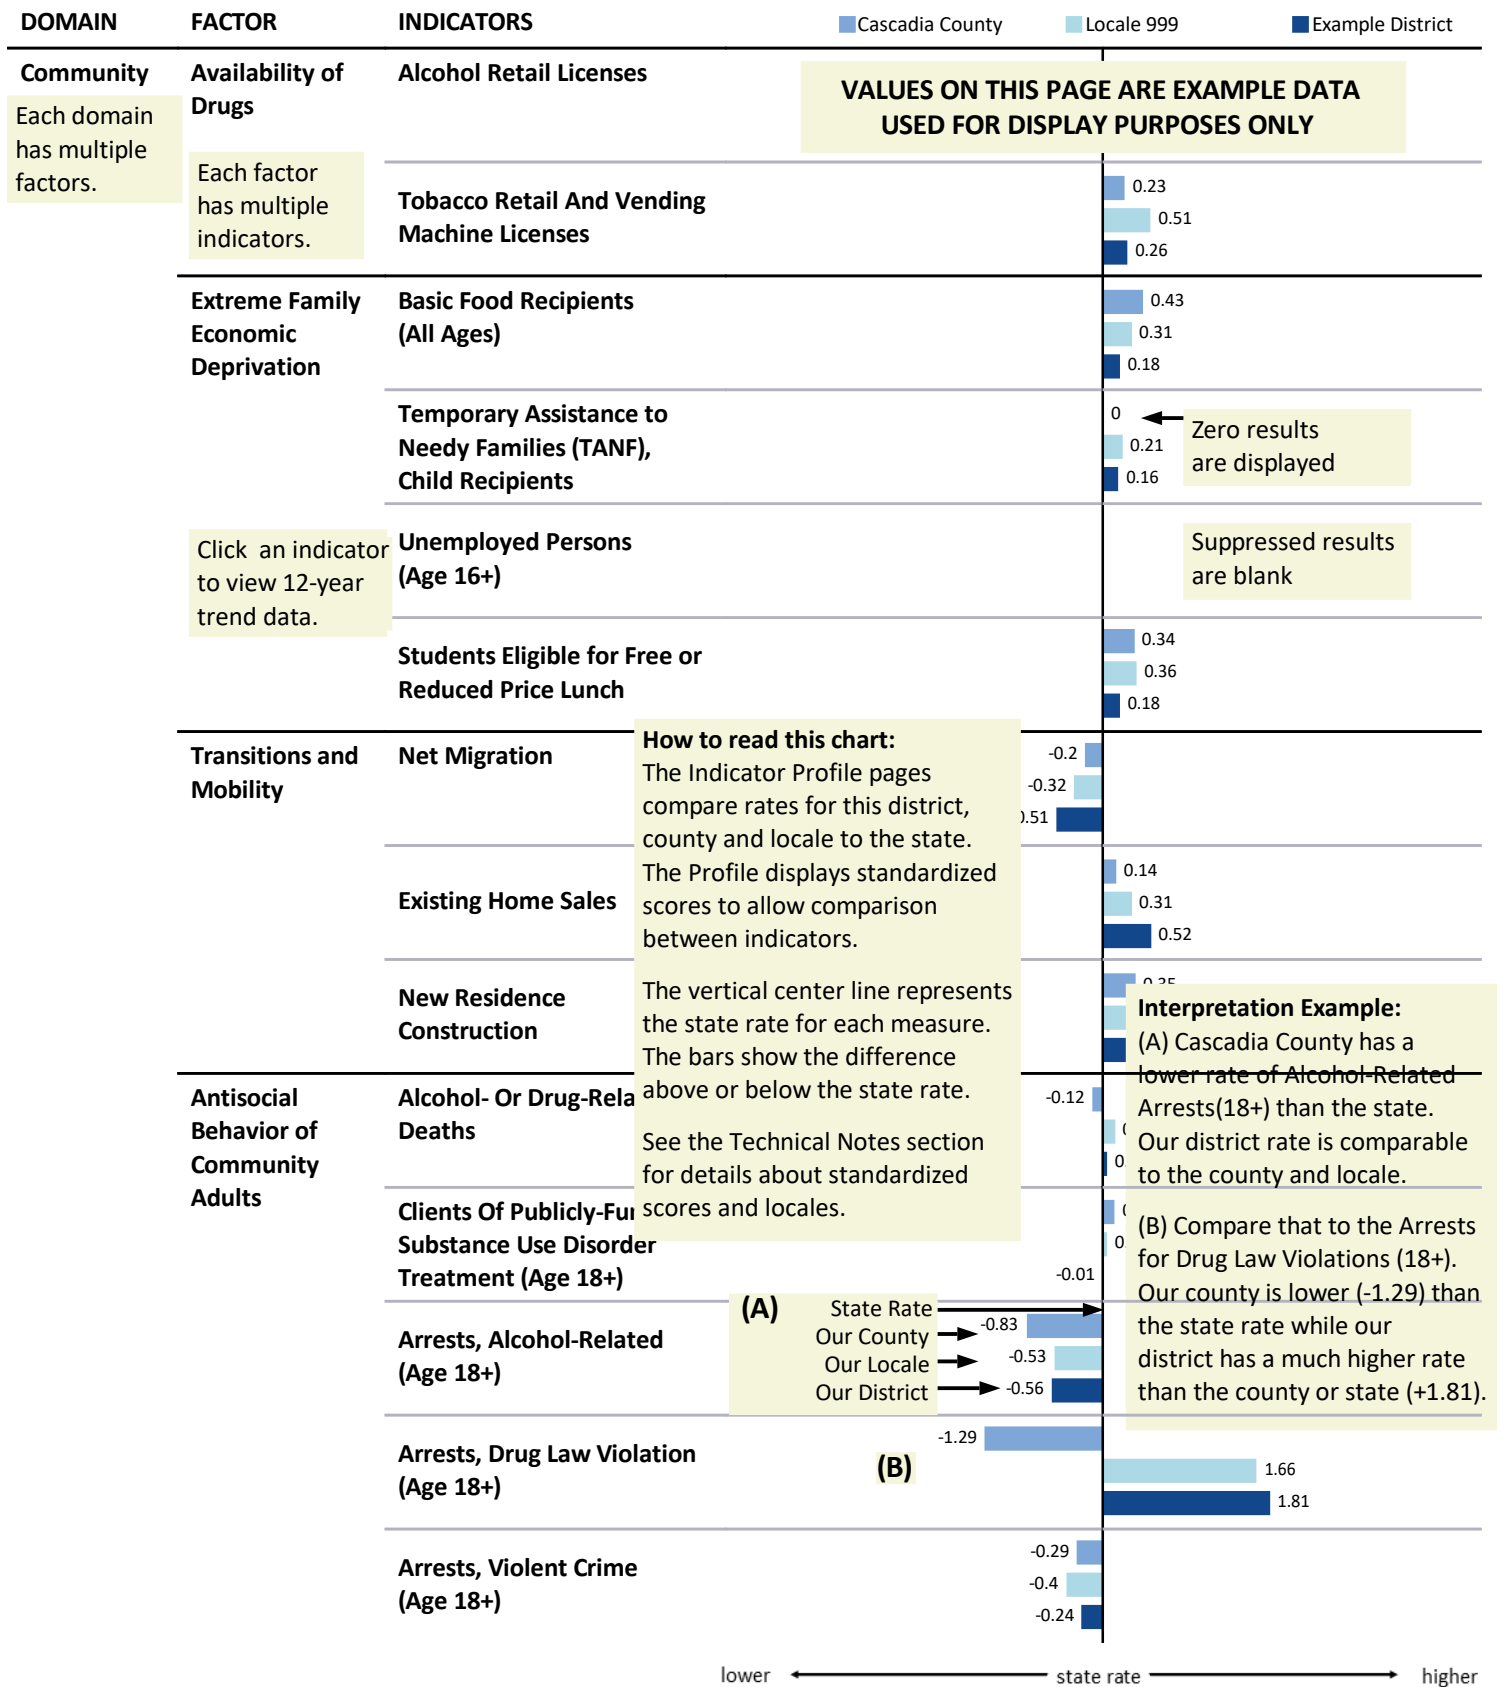 DOMAIN FACTOR INDICATORS Cascadia County Locale 999 Example District
Community
Each domain
has multiple
factors.
Availability of
Drugs
Each factor
has multiple
indicators.
Alcohol Retail Licenses
VALUES ON THIS PAGE ARE EXAMPLE DATA
USED FOR DISPLAY PURPOSES ONLY
Tobacco Retail And Vending
Machine Licenses
0.23
0.51
0.26
Extreme Family
Economic
Deprivation
Basic Food Recipients
(All Ages)
0.43
0.31
0.18
Temporary Assistance to
Needy Families (TANF),
Child Recipients
0
0.21
0.16
Zero results
are displayed
Click an indicator
to view 12-year
trend data.
Unemployed Persons
(Age 16+)
Suppressed results
are blank
Students Eligible for Free or
Reduced Price Lunch
0.34
0.36
0.18
Transitions and
Mobility
Net Migration
-0.2
-0.32
.51
How to read this chart:
The Indicator Profile pages
compare rates for this district,
county and locale to the state.
The Profile displays standardized
scores to allow comparison
between indicators.
The vertical center line represents
the state rate for each measure.
The bars show the difference
above or below the state rate.
See the Technical Notes section
for details about standardized
scores and locales.
Existing Home Sales
0.14
0.31
0.52
New Residence
Construction
Interpretation Example:
(A) Cascadia County has a
lower rate of Alcohol-Related
Arrests(18+) than the state.
Our district rate is comparable
to the county and locale.
(B) Compare that to the Arrests
for Drug Law Violations (18+).
Our county is lower (-1.29) than
the state rate while our
district has a much higher rate
than the county or state (+1.81).
Antisocial
Behavior of
Community
Adults
Alcohol- Or Drug-Rela
Deaths
-0.12
0.
Clients Of Publicly-Fu
Substance Use Disorder
Treatment (Age 18+)
0.
-0.01
Arrests, Alcohol-Related
(Age 18+)
(A)
State Rate
Our County
Our Locale
Our District
-0.83
-0.53
-0.56
Arrests, Drug Law Violation
(Age 18+)
(B)
-1.29
1.66
1.81
Arrests, Violent Crime
(Age 18+)
-0.29
-0.4
-0.24
lower state rate higher